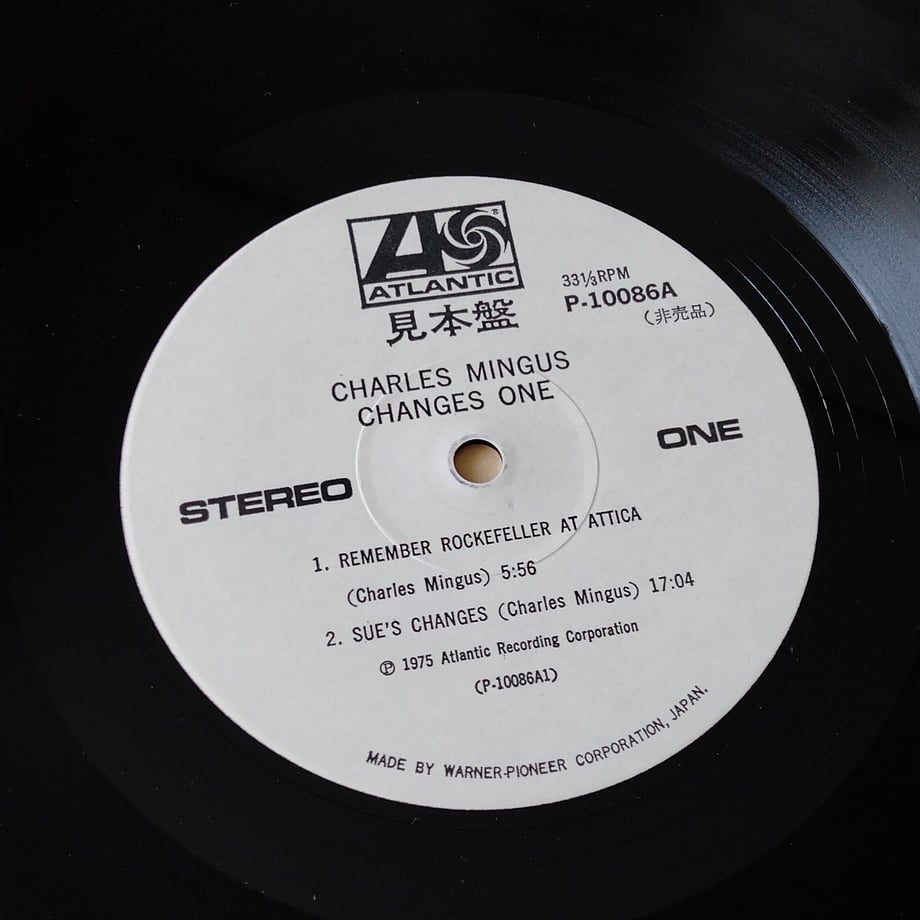 ATLANTIC
®
見本盤
33⅓RPM
P-10086A
(非売品)
CHARLES MINGUS
CHANGES ONE
STEREO
ONE
1. REMEMBER ROCKEFELLER AT ATTICA
(Charles Mingus) 5:56
2. SUE'S CHANGES (Charles Mingus) 17:04
Ⓟ 1975 Atlantic Recording Corporation
(P-10086A1)
MADE BY WARNER-PIONEER CORPORATION, JAPAN.